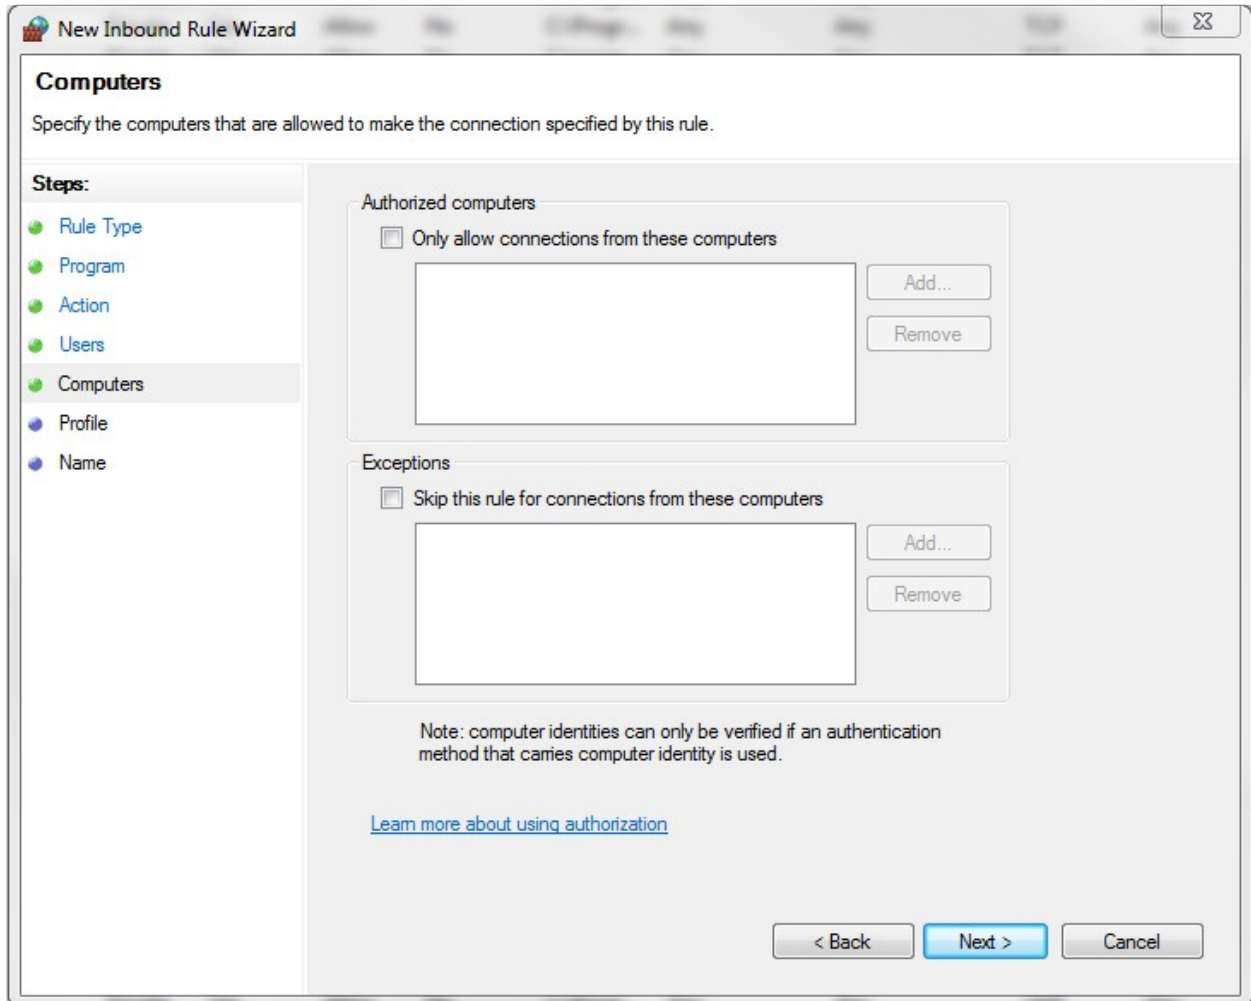 New Inbound Rule Wizard
Computers
Specify the computers that are allowed to make the connection specified by this rule.
Steps:
Rule Type
Program
Action
Users
Computers
Profile
Name
Authorized computers
Only allow connections from these computers
Add...
Remove
Exceptions
Skip this rule for connections from these computers
Add...
Remove
Note: computer identities can only be verified if an authentication
method that carries computer identity is used.
Learn more about using authorization
< Back Next > Cancel